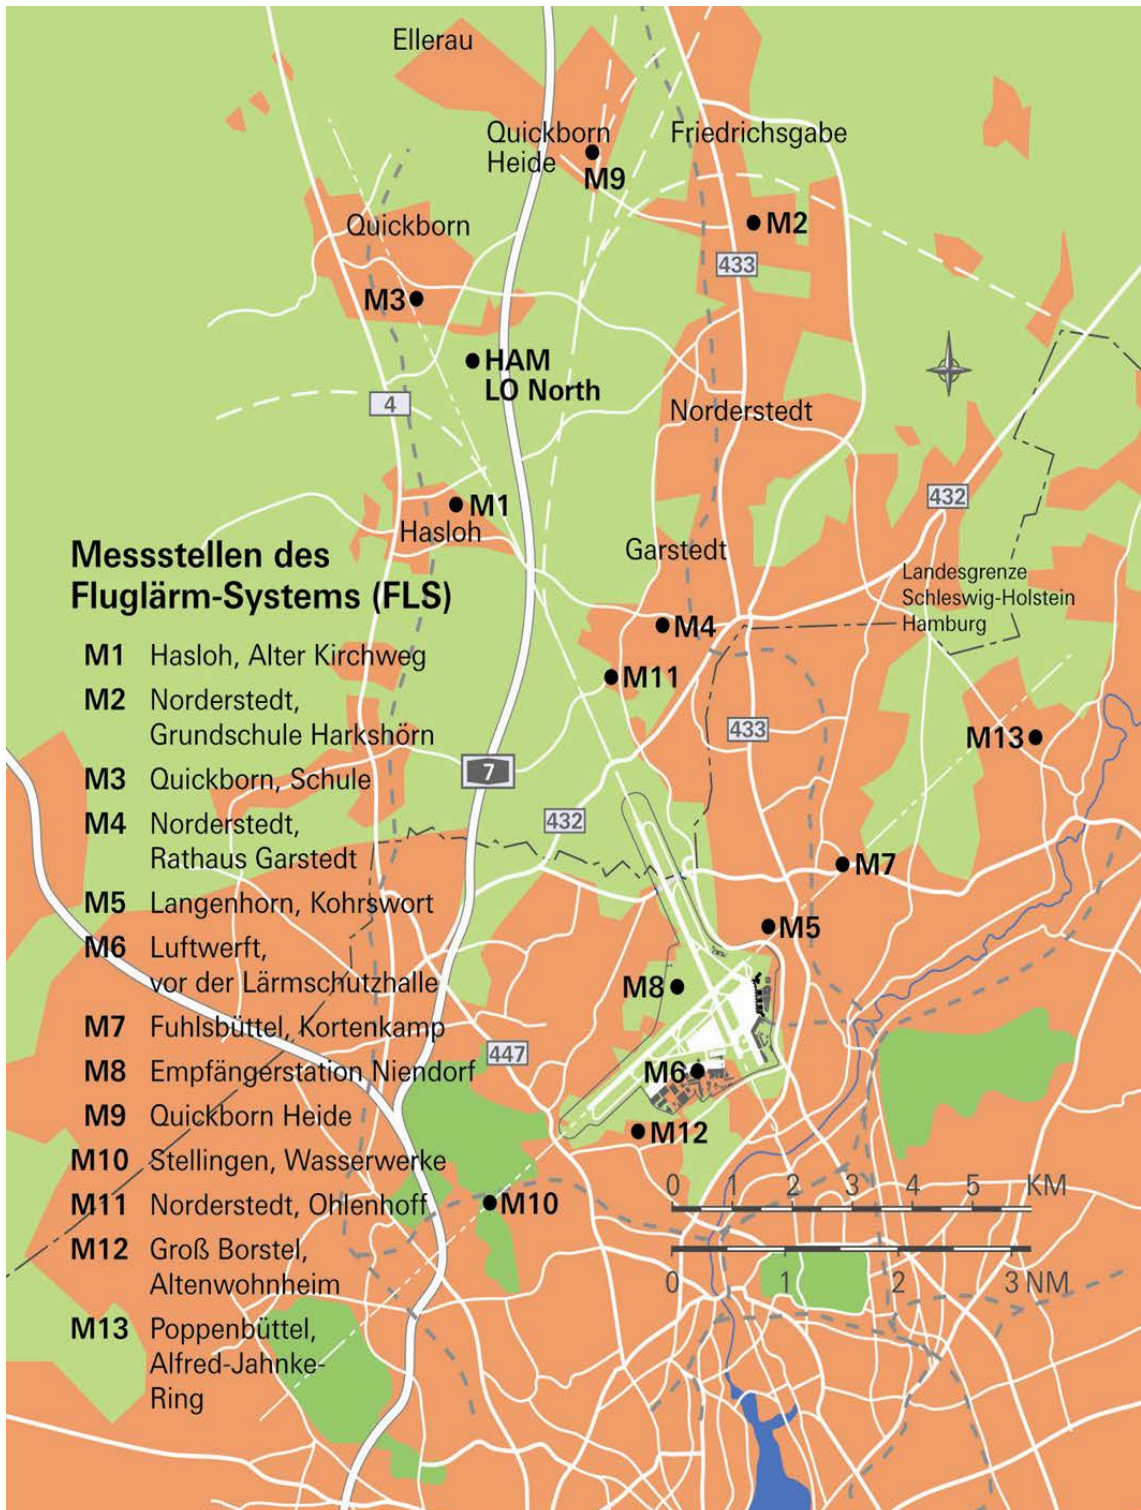 Ellerau
Quickborn
Heide
Friedrichsgabe
M9
M2
Quickborn
433
M3
HAM
LO North
4
Norderstedt
432
M1
Hasloh
Garstedt
Landesgrenze
Schleswig-Holstein
Hamburg
M4
M11
433
M13
7
432
M7
M5
M8
447
M6
M12
M10
Messstellen des
Fluglärm-Systems (FLS)
M1 Hasloh, Alter Kirchweg
M2 Norderstedt,
Grundschule Harkshörn
M3 Quickborn, Schule
M4 Norderstedt,
Rathaus Garstedt
M5 Langenhorn, Kohrswort
M6 Luftwerft,
vor der Lärmschutzhalle
M7 Fuhlsbüttel, Kortenkamp
M8 Empfängerstation Niendorf
M9 Quickborn Heide
M10 Stellingen, Wasserwerke
M11 Norderstedt, Ohlenhoff
M12 Groß Borstel,
Altenwohnheim
M13 Poppenbüttel,
Alfred-Jahnke-
Ring
0 1 2 3 4 5 KM
0 1 2 3 NM